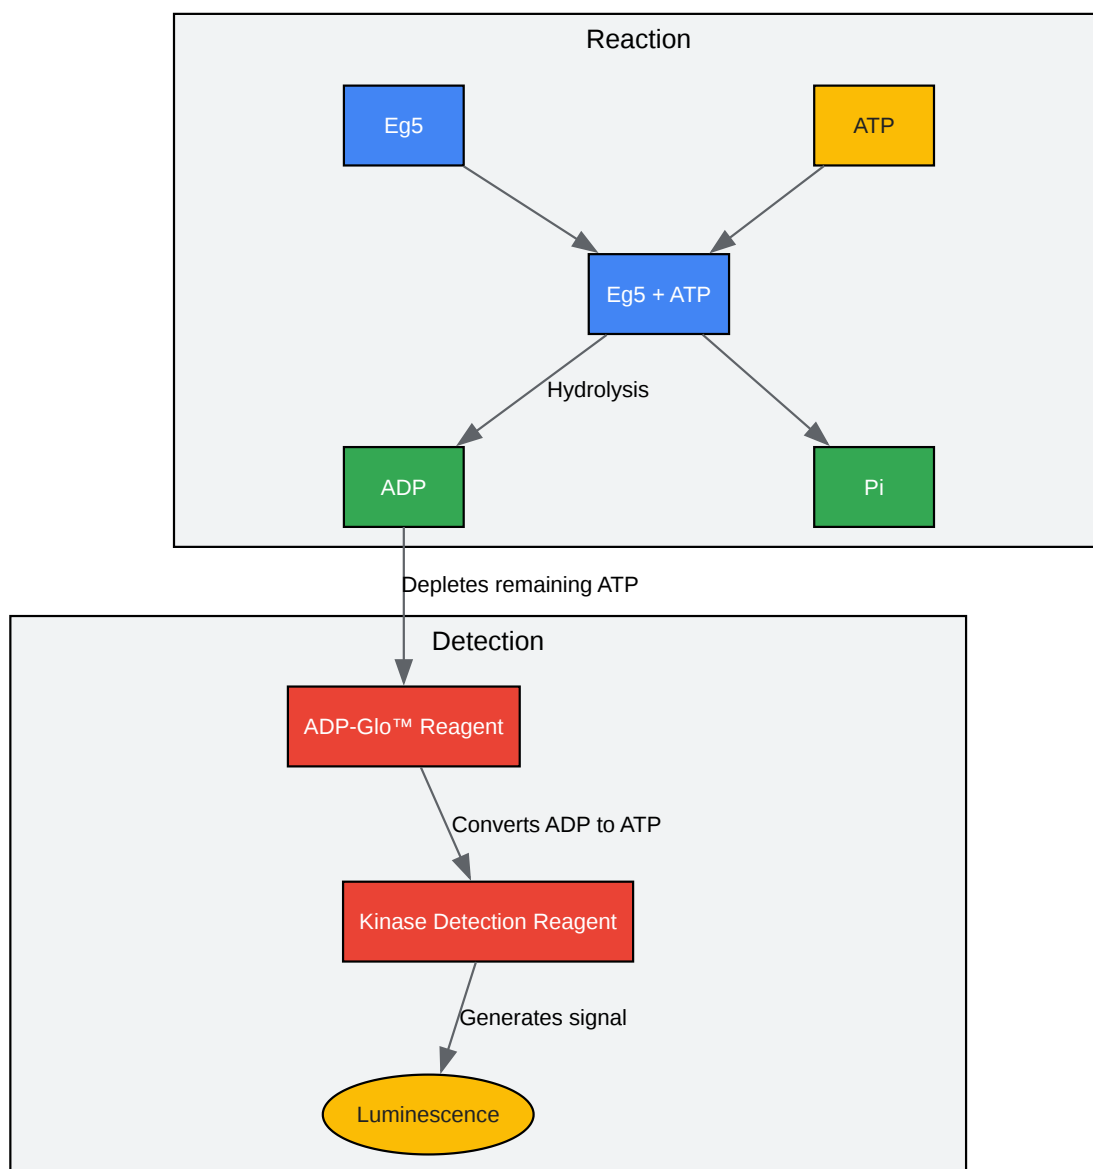 Reaction
Eg5
ATP
Eg5 + ATP
Hydrolysis
ADP
Pi
Depletes remaining ATP
Detection
ADP-Glo™ Reagent
Converts ADP to ATP
Kinase Detection Reagent
Generates signal
Luminescence